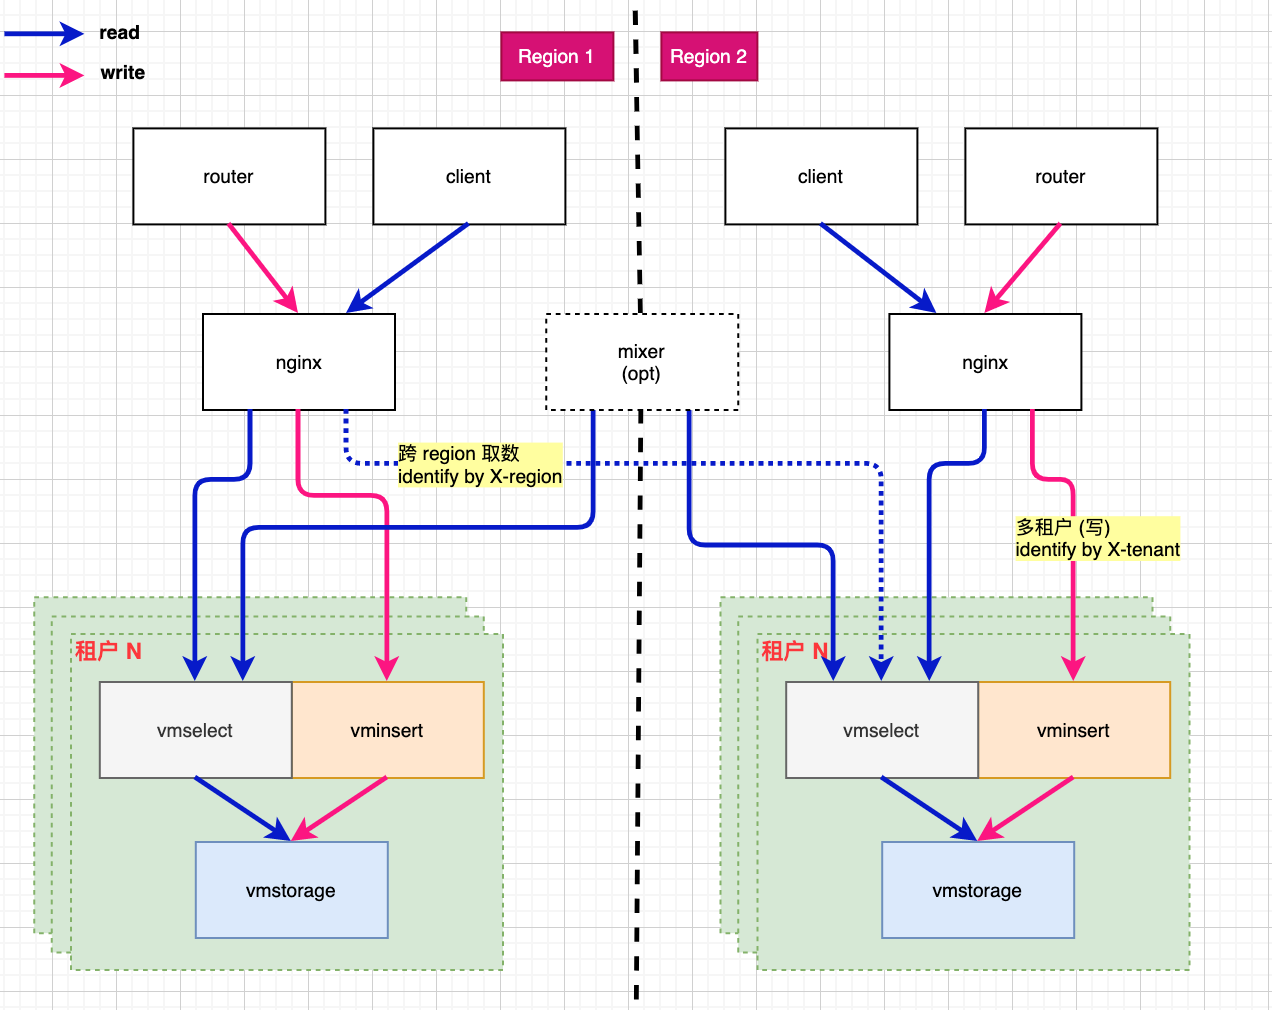 read
write
Region 1
Region 2
router
client
client
router
nginx
mixer
(opt)
nginx
跨 region 取数
identify by X-region
多租户 (写)
identify by X-tenant
租户 N
租户 N
vmselect
vminsert
vmselect
vminsert
vmstorage
vmstorage